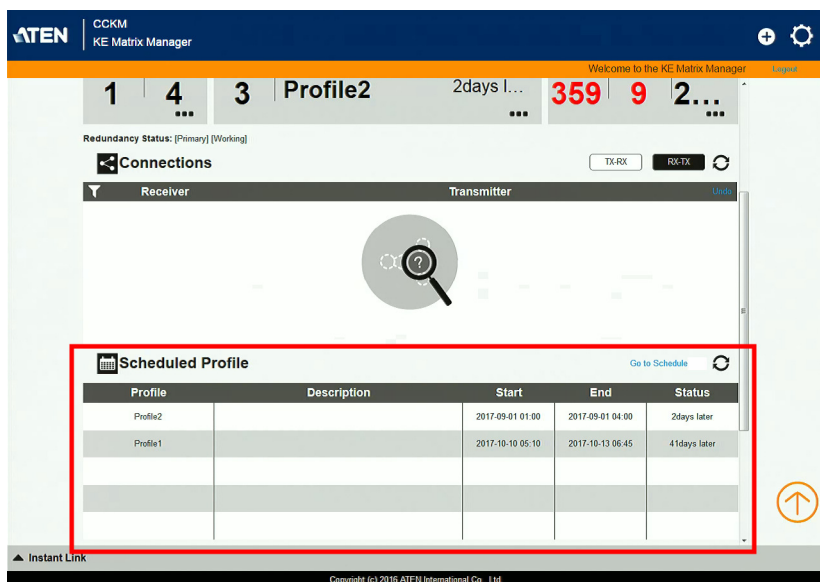 ATEN
CCKM
KE Matrix Manager
Welcome to the KE Matrix Manager
Logout
1 4 3 Profile2 2days l... 359 9 2...
Redundancy Status: [Primary] [Working]
Connections
TX-RX RX-TX
Receiver Transmitter Undo
?
Scheduled Profile
Go to Schedule
Profile Description Start End Status
Profile2 2017-09-01 01:00 2017-09-01 04:00 2days later
Profile1 2017-10-10 05:10 2017-10-13 06:45 41days later
Instant Link
Copyright (c) 2016 ATEN International Co., Ltd.